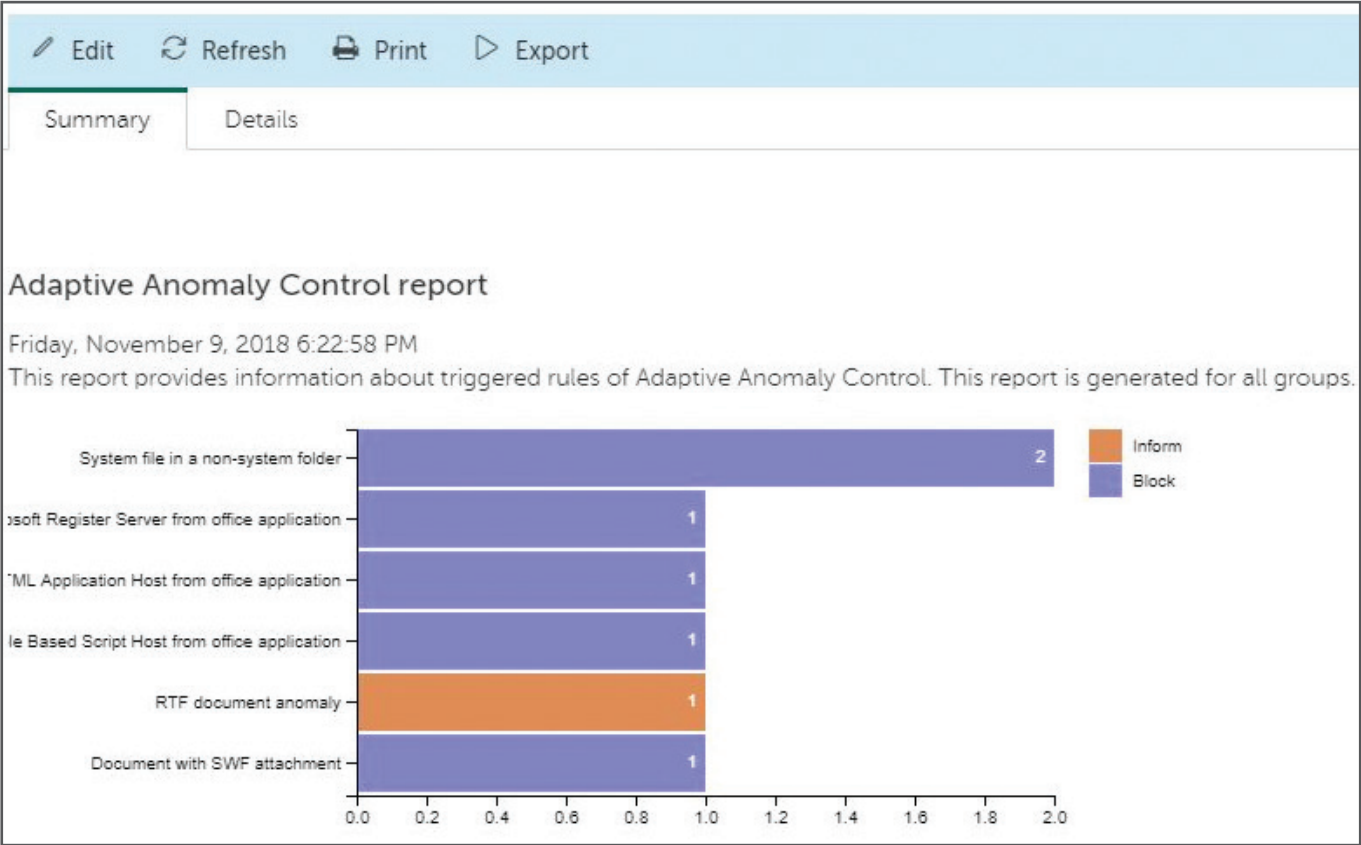 Edit Refresh Print Export
Summary Details
Adaptive Anomaly Control report
Friday, November 9, 2018 6:22:58 PM
This report provides information about triggered rules of Adaptive Anomaly Control. This report is generated for all groups.
System file in a non-system folder 2
osoft Register Server from office application 1
TML Application Host from office application 1
le Based Script Host from office application 1
RTF document anomaly 1
Document with SWF attachment 1
0.0 0.2 0.4 0.6 0.8 1.0 1.2 1.4 1.6 1.8 2.0
Inform
Block